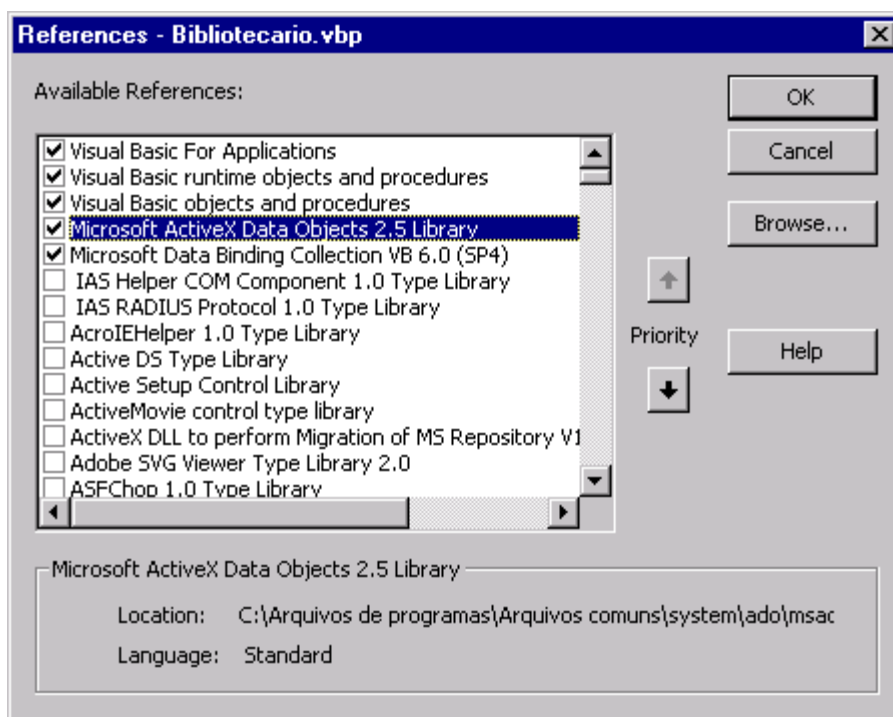 References - Bibliotecario.vbp
Available References:
Visual Basic For Applications
Visual Basic runtime objects and procedures
Visual Basic objects and procedures
Microsoft ActiveX Data Objects 2.5 Library
Microsoft Data Binding Collection VB 6.0 (SP4)
IAS Helper COM Component 1.0 Type Library
IAS RADIUS Protocol 1.0 Type Library
AcroIEHelper 1.0 Type Library
Active DS Type Library
Active Setup Control Library
ActiveMovie control type library
ActiveX DLL to perform Migration of MS Repository V1
Adobe SVG Viewer Type Library 2.0
ASFChop 1.0 Type Library
OK
Cancel
Browse...
Priority
Help
Microsoft ActiveX Data Objects 2.5 Library
Location: C:\Arquivos de programas\Arquivos comuns\system\ado\msac
Language: Standard